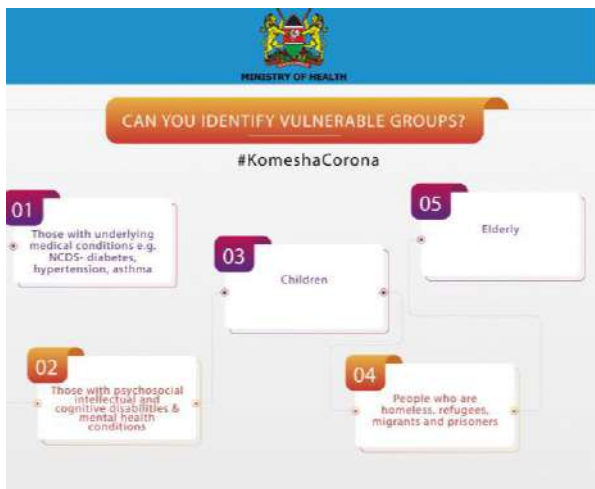 MINISTRY OF HEALTH
CAN YOU IDENTIFY VULNERABLE GROUPS?
#KomeshaCorona
01
Those with underlying
medical conditions e.g.
NCDS- diabetes,
hypertension, asthma
02
Those with psychosocial
intellectual and
cognitive disabilities &
mental health
conditions
03
Children
04
People who are
homeless, refugees,
migrants and prisoners
05
Elderly